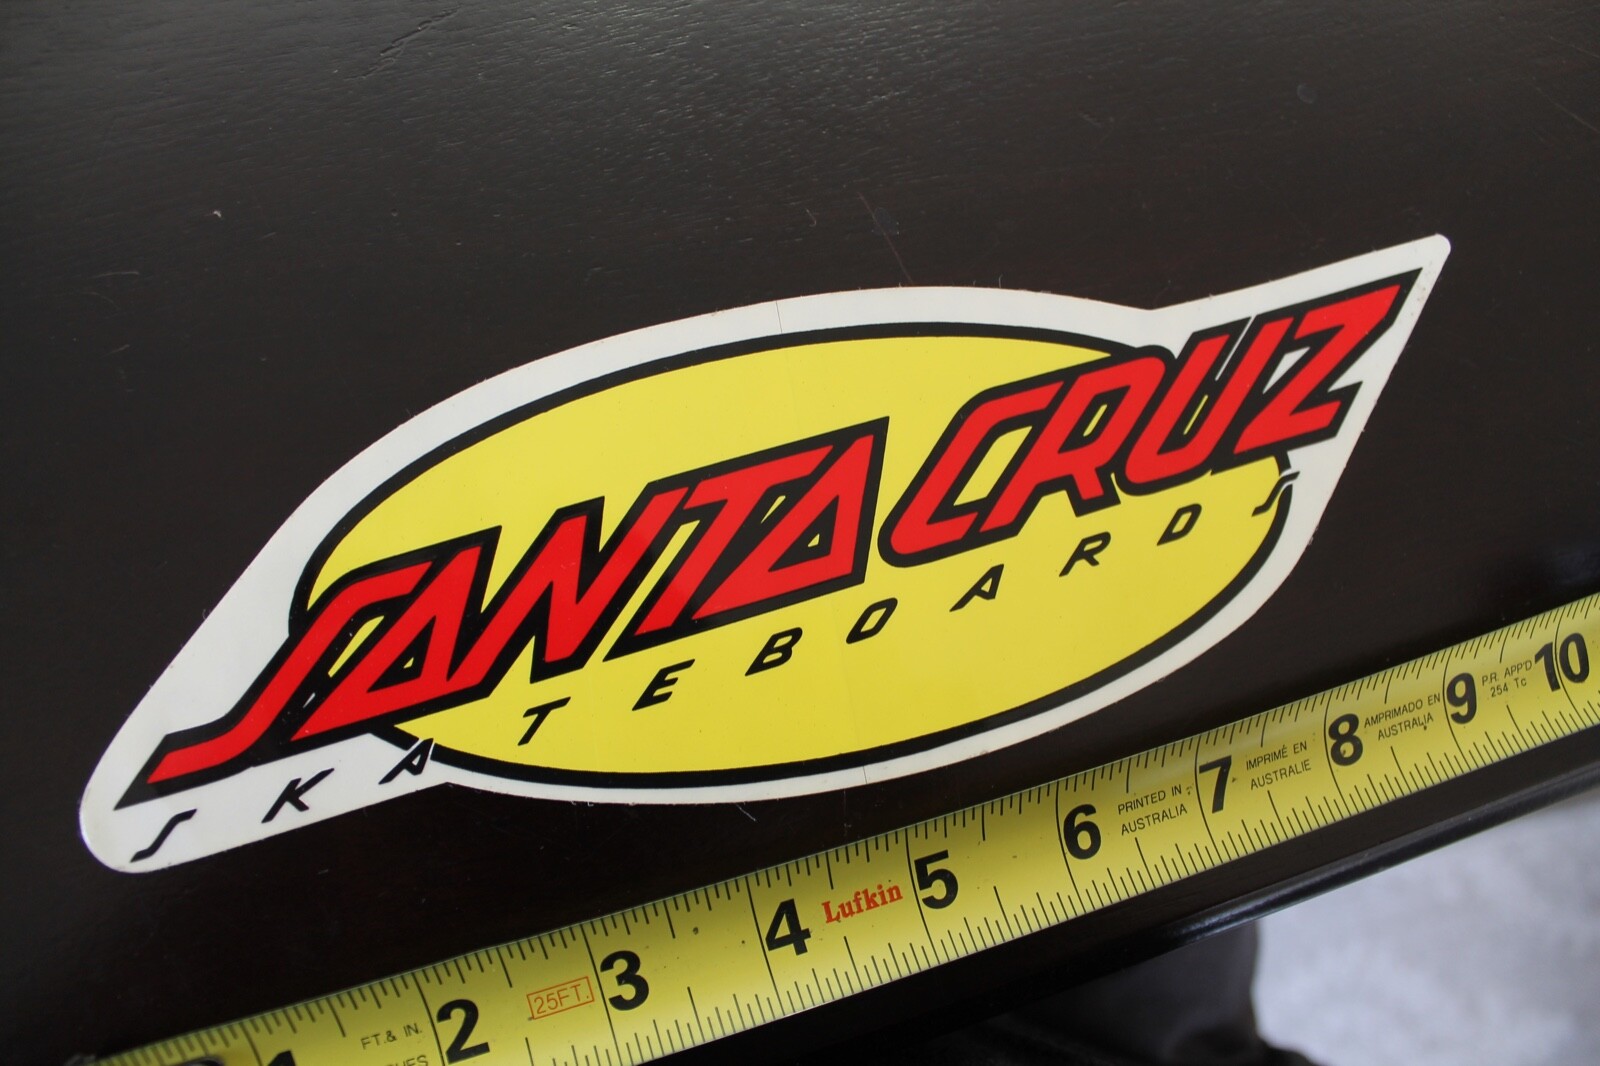 SANTA CRUZ
SKATEBOARDS
1 FT.& IN. 2 25FT. 3 4 Lufkin 5 6 PRINTED IN AUSTRALIA 7 IMPRIMÉ EN AUSTRALIE 8 AMPRIMADO EN AUSTRALIA 9 P.R. APP'D 254 Tc 10